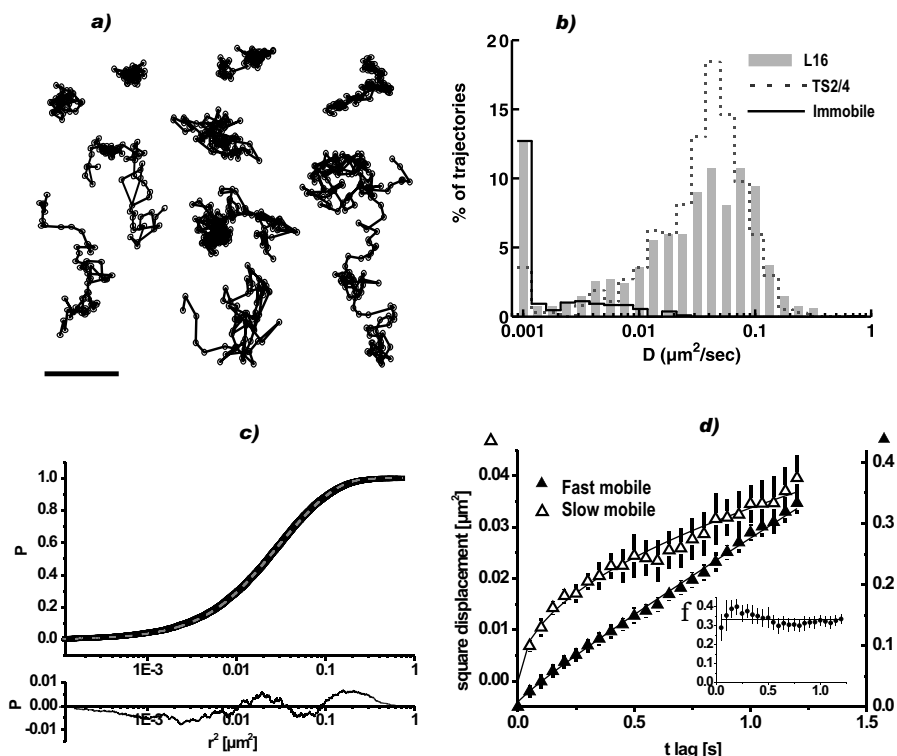 a)
b)
20
15
10
5
0
% of trajectories
L16
TS2/4
Immobile
0.001
0.01
0.1
1
D (µm²/sec)
c)
1.0
0.8
0.6
0.4
0.2
0.0
P
1E-3
0.01
0.1
1
0.01
0.00
-0.01
P
1E-3
0.01
0.1
1
r² [µm²]
d)
0.04
0.03
0.02
0.01
0.00
square displacement [µm²]
Fast mobile
Slow mobile
0.4
0.3
0.2
0.1
0.0
f
0.4
0.3
0.2
0.1
0.0
0.0
0.5
1.0
0.0
0.5
1.0
1.5
t lag [s]